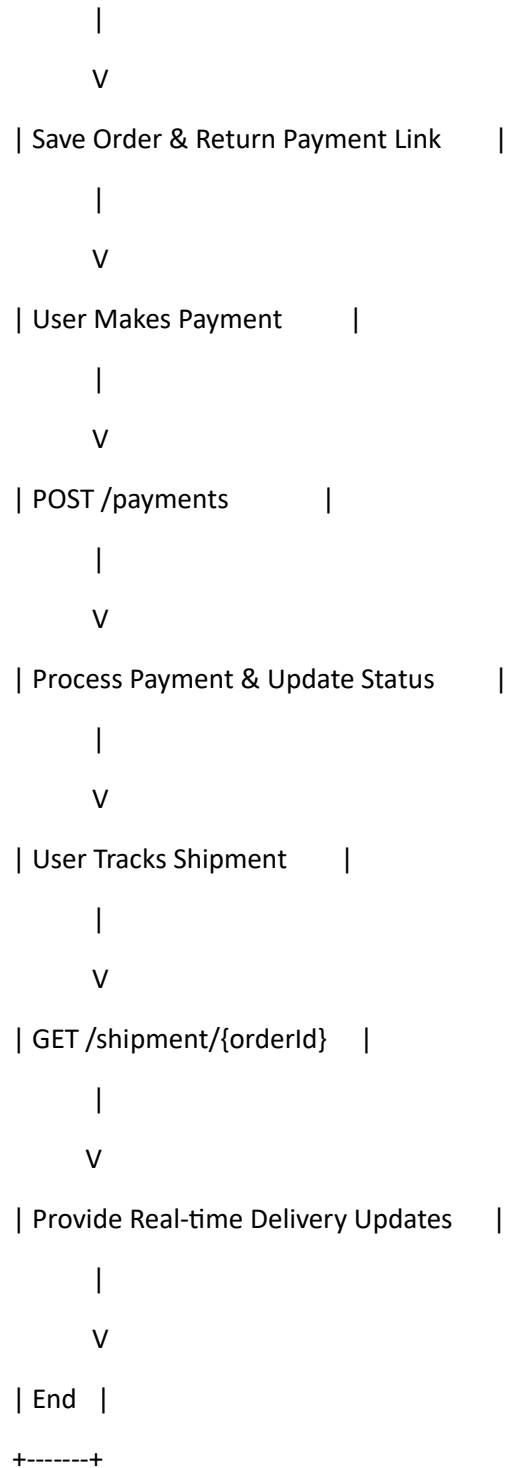 |
V
| Save Order & Return Payment Link |
|
V
| User Makes Payment |
|
V
| POST /payments |
|
V
| Process Payment & Update Status |
|
V
| User Tracks Shipment |
|
V
| GET /shipment/{orderId} |
|
V
| Provide Real-time Delivery Updates |
|
V
| End |
+-------+